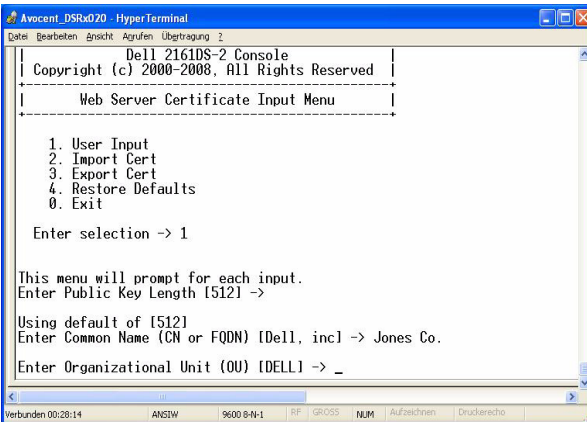 Avocent_DSRx020 - HyperTerminal
Datei Bearbeiten Ansicht Anrufen Übertragung ?
| Dell 2161DS-2 Console |
| Copyright (c) 2000-2008, All Rights Reserved |
+-------------------------------------------------+
| Web Server Certificate Input Menu |
+-------------------------------------------------+
1. User Input
2. Import Cert
3. Export Cert
4. Restore Defaults
0. Exit
Enter selection -> 1
This menu will prompt for each input.
Enter Public Key Length [512] ->
Using default of [512]
Enter Common Name (CN or FQDN) [Dell, inc] -> Jones Co.
Enter Organizational Unit (OU) [DELL] -> _
Verbunden 00:28:14 ANSIW 9600 8-N-1 RF GROSS NUM Aufzeichnen Druckerecho